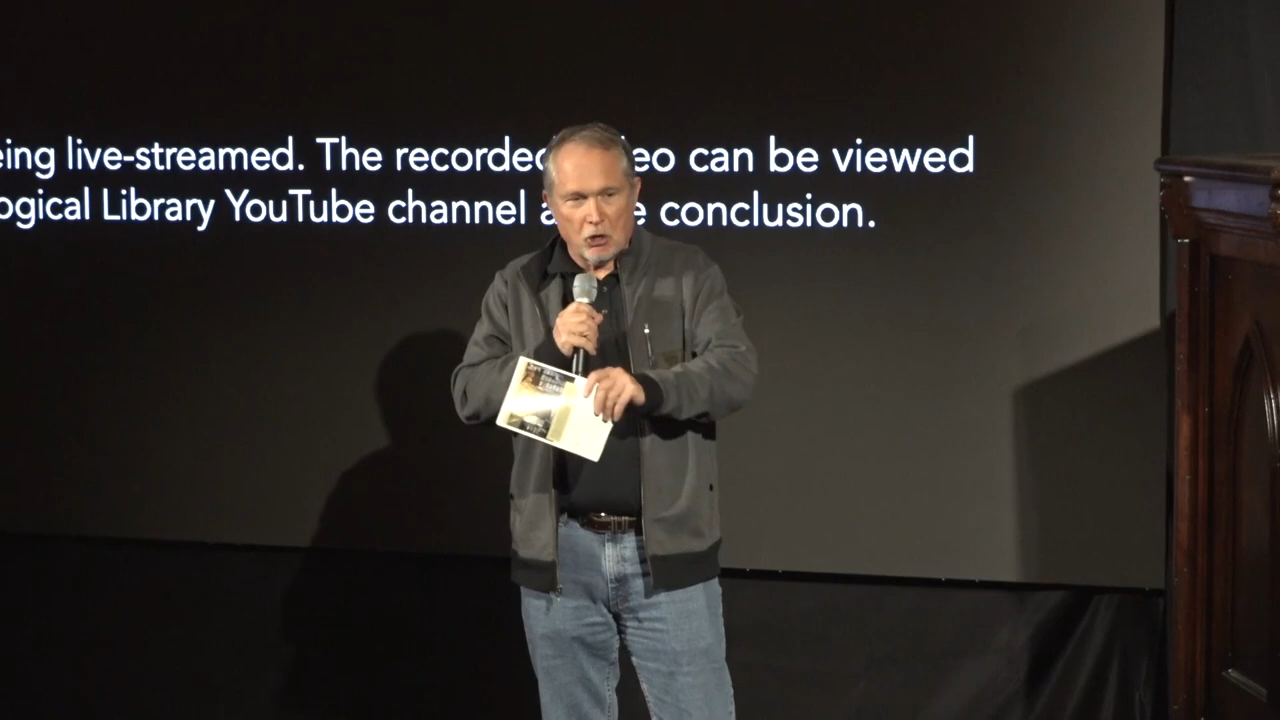 eing live-streamed. The recorded eo can be viewed
ogical Library YouTube channel a e conclusion.